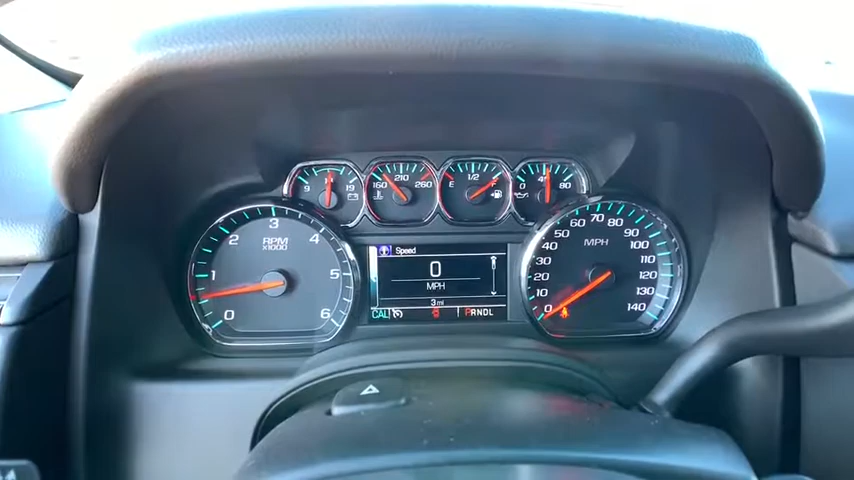 9 19
160 210 260
E 1/2 F
0 40 80
RPM
x1000
0 1 2 3 4 5 6
Speed
0
MPH
3 mi
CAL PRNDL
MPH
0 10 20 30 40 50 60 70 80 90 100 110 120 130 140